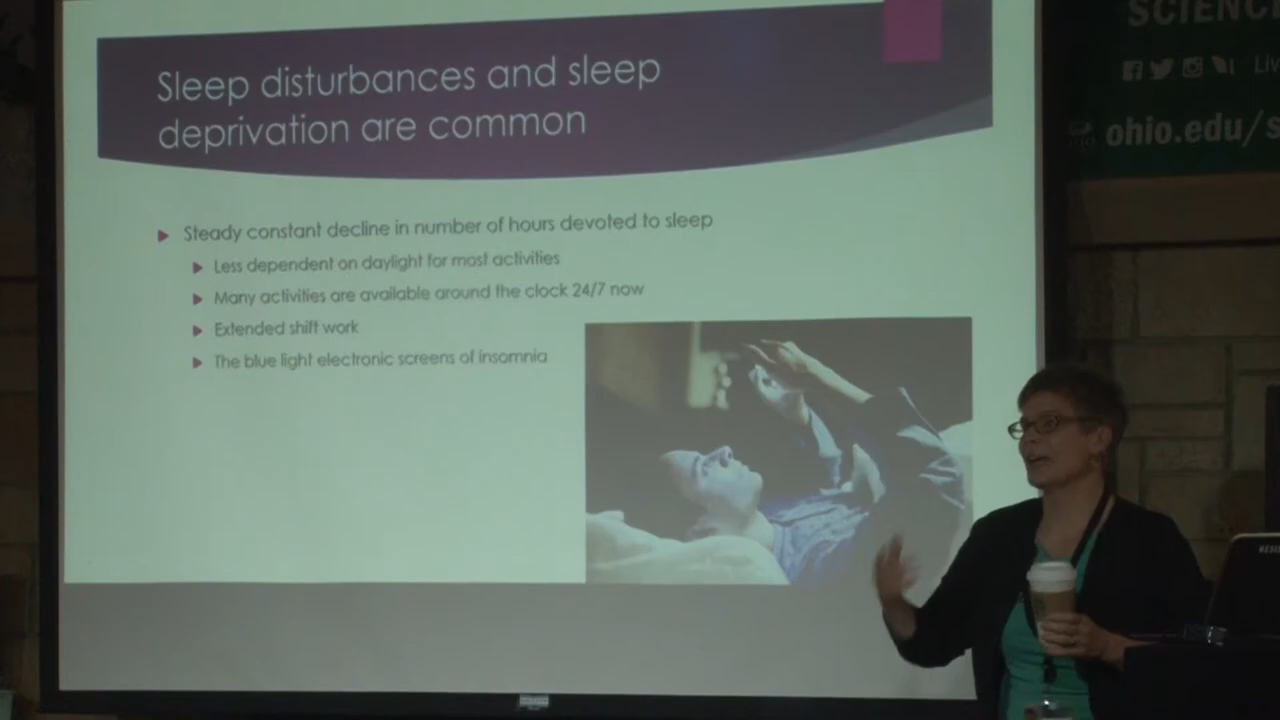 Sleep disturbances and sleep
deprivation are common
Steady constant decline in number of hours devoted to sleep
Less dependent on daylight for most activities
Many activities are available around the clock 24/7 now
Extended shift work
The blue light electronic screens of insomnia
SCIENC
Liv
ohio.edu/s